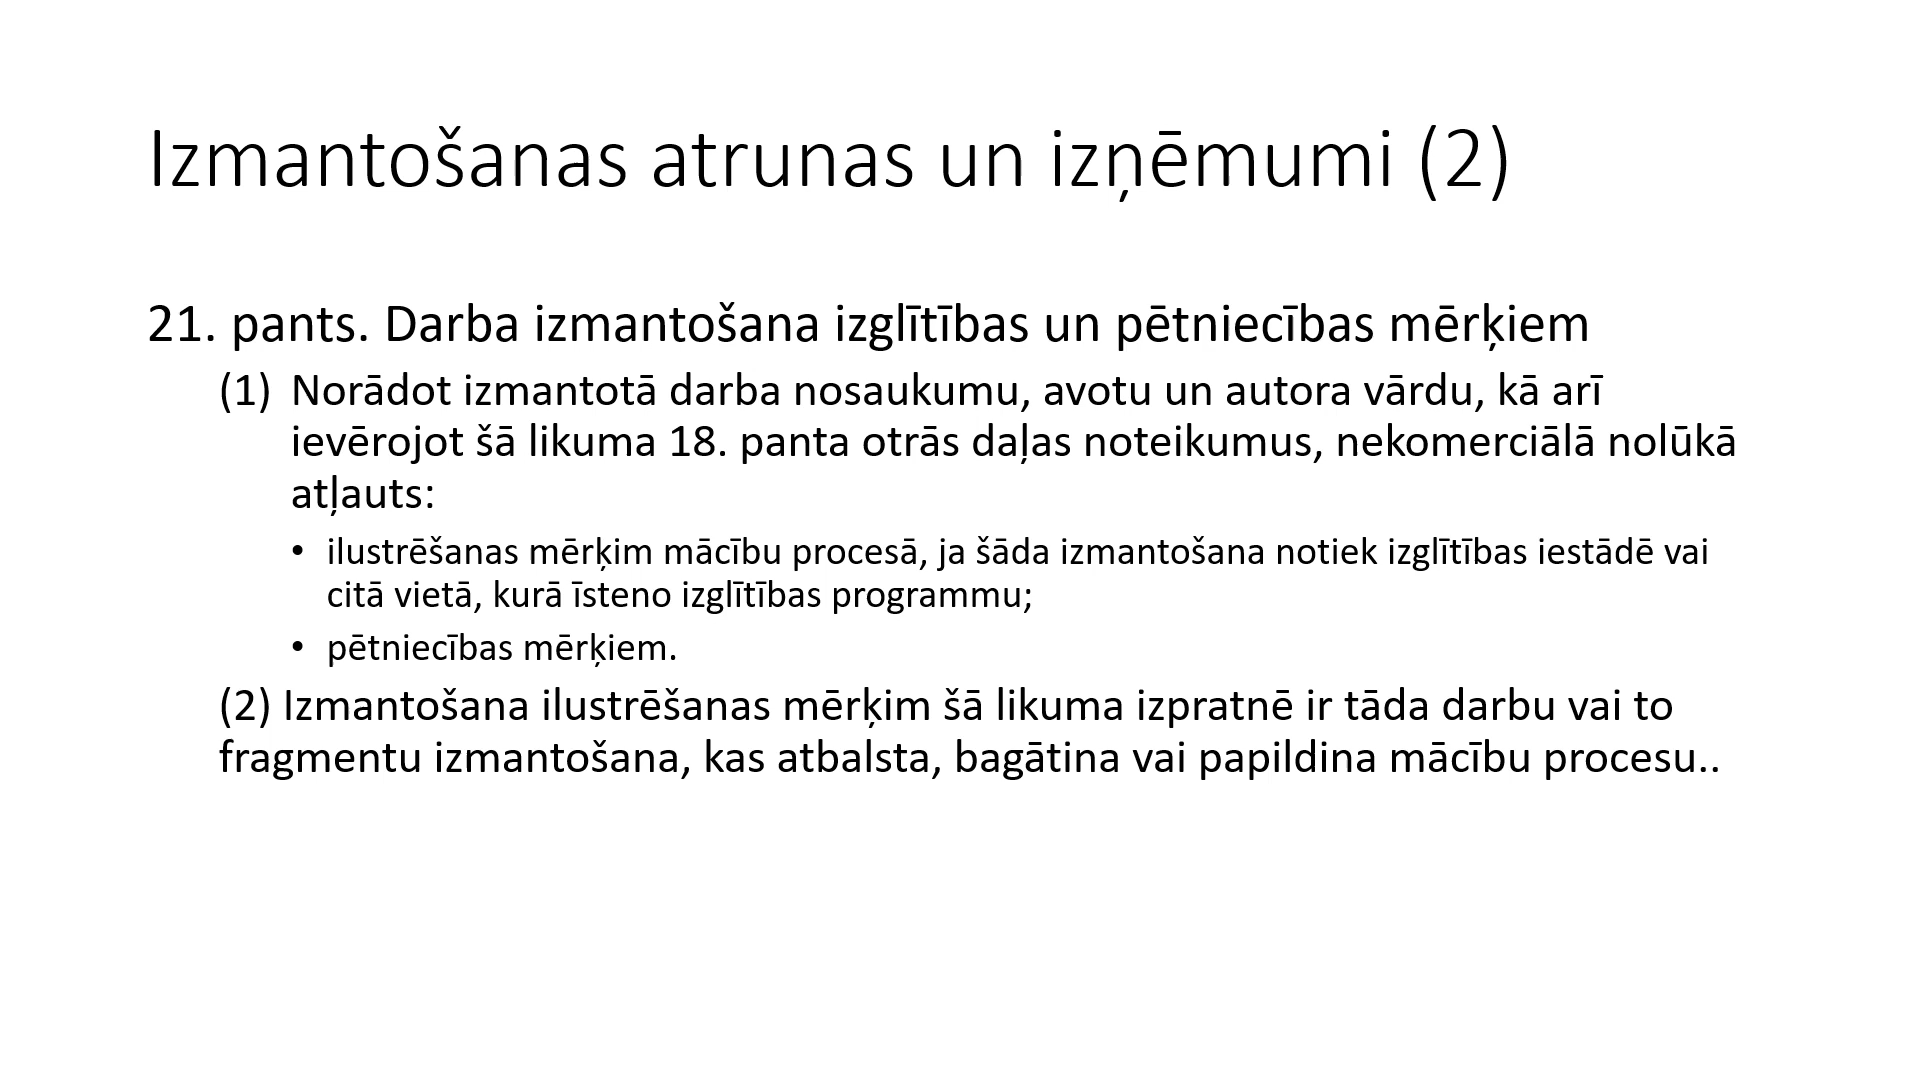 Izmantošanas atrunas un izņēmumi (2)
21. pants. Darba izmantošana izglītības un pētniecības mērķiem
(1) Norādot izmantotā darba nosaukumu, avotu un autora vārdu, kā arī
ievērojot šā likuma 18. panta otrās daļas noteikumus, nekomerciālā nolūkā
atļauts:
• ilustrēšanas mērķim mācību procesā, ja šāda izmantošana notiek izglītības iestādē vai
citā vietā, kurā īsteno izglītības programmu;
• pētniecības mērķiem.
(2) Izmantošana ilustrēšanas mērķim šā likuma izpratnē ir tāda darbu vai to
fragmentu izmantošana, kas atbalsta, bagātina vai papildina mācību procesu..